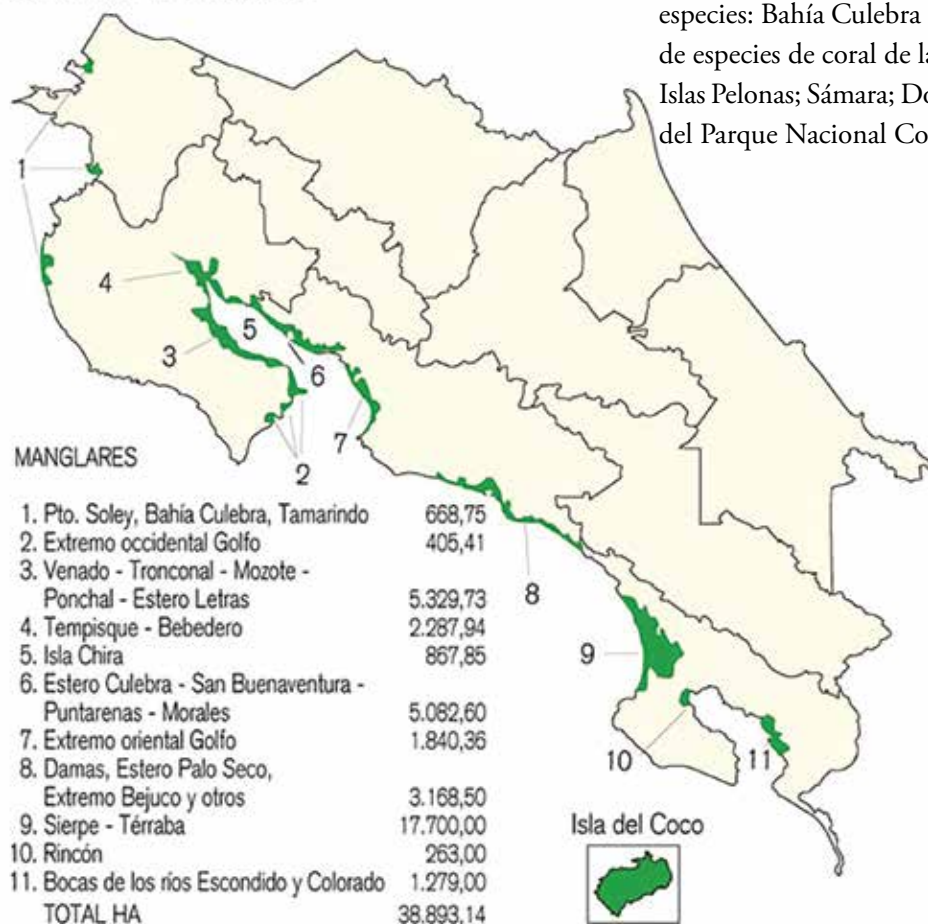 especies: Bahía Culebra
de especies de coral de la
Islas Pelonas; Sámara; Do
del Parque Nacional Co
1
4
5
3
6
2
7
8
9
10
11
MANGLARES
1. Pto. Soley, Bahía Culebra, Tamarindo 668,75
2. Extremo occidental Golfo 405,41
3. Venado - Tronconal - Mozote -
Ponchal - Estero Letras 5.329,73
4. Tempisque - Bebedero 2.287,94
5. Isla Chira 867,85
6. Estero Culebra - San Buenaventura -
Puntarenas - Morales 5.082,60
7. Extremo oriental Golfo 1.840,36
8. Damas, Estero Palo Seco,
Extremo Bejuco y otros 3.168,50
9. Sierpe - Térraba 17.700,00
10. Rincón 263,00
11. Bocas de los ríos Escondido y Colorado 1.279,00
TOTAL HA 38.893,14
Isla del Coco